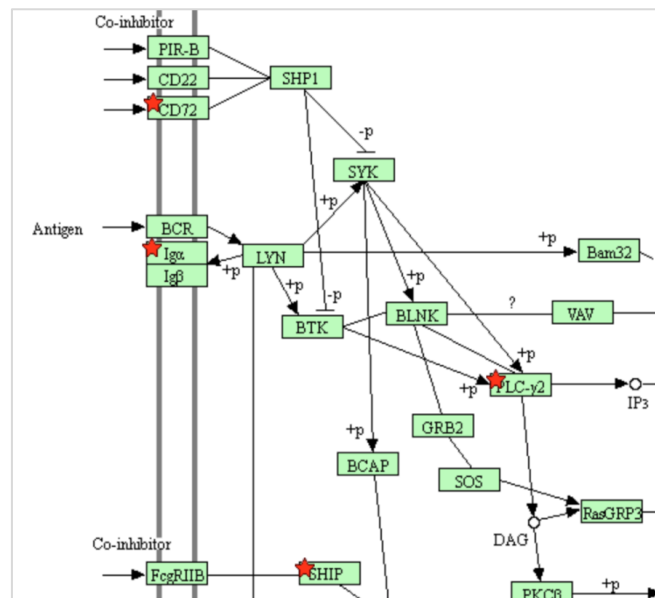 Co-inhibitor
PIR-B
CD22
SHP1
CD72
-p
SYK
+p
Antigen
BCR
Igα
LYN
+p
Bam32
Igβ
+p
+p
+p
-p
BTK
BLNK
?
VAV
+p
+p
PLC-γ2
IP3
GRB2
+p
BCAP
SOS
RasGRP3
DAG
Co-inhibitor
FcgRIIB
SHIP
PKCβ
+p